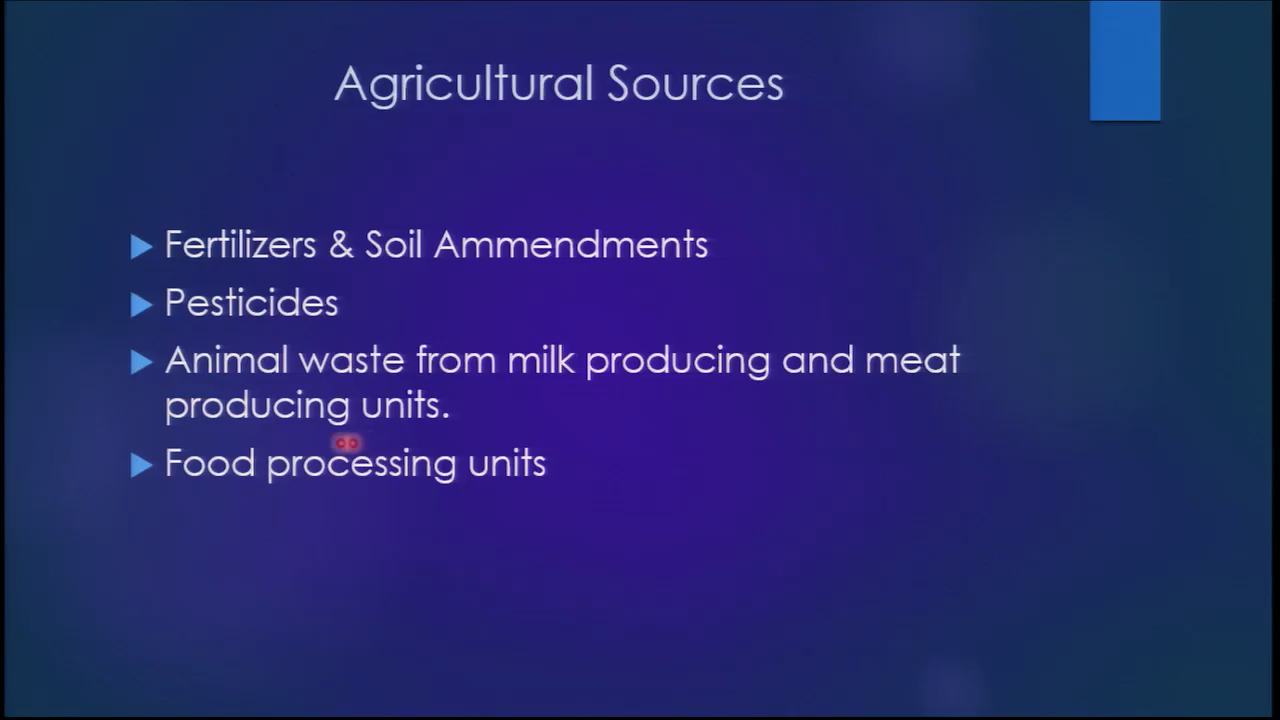 Agricultural Sources
Fertilizers & Soil Ammendments
Pesticides
Animal waste from milk producing and meat
producing units.
Food processing units